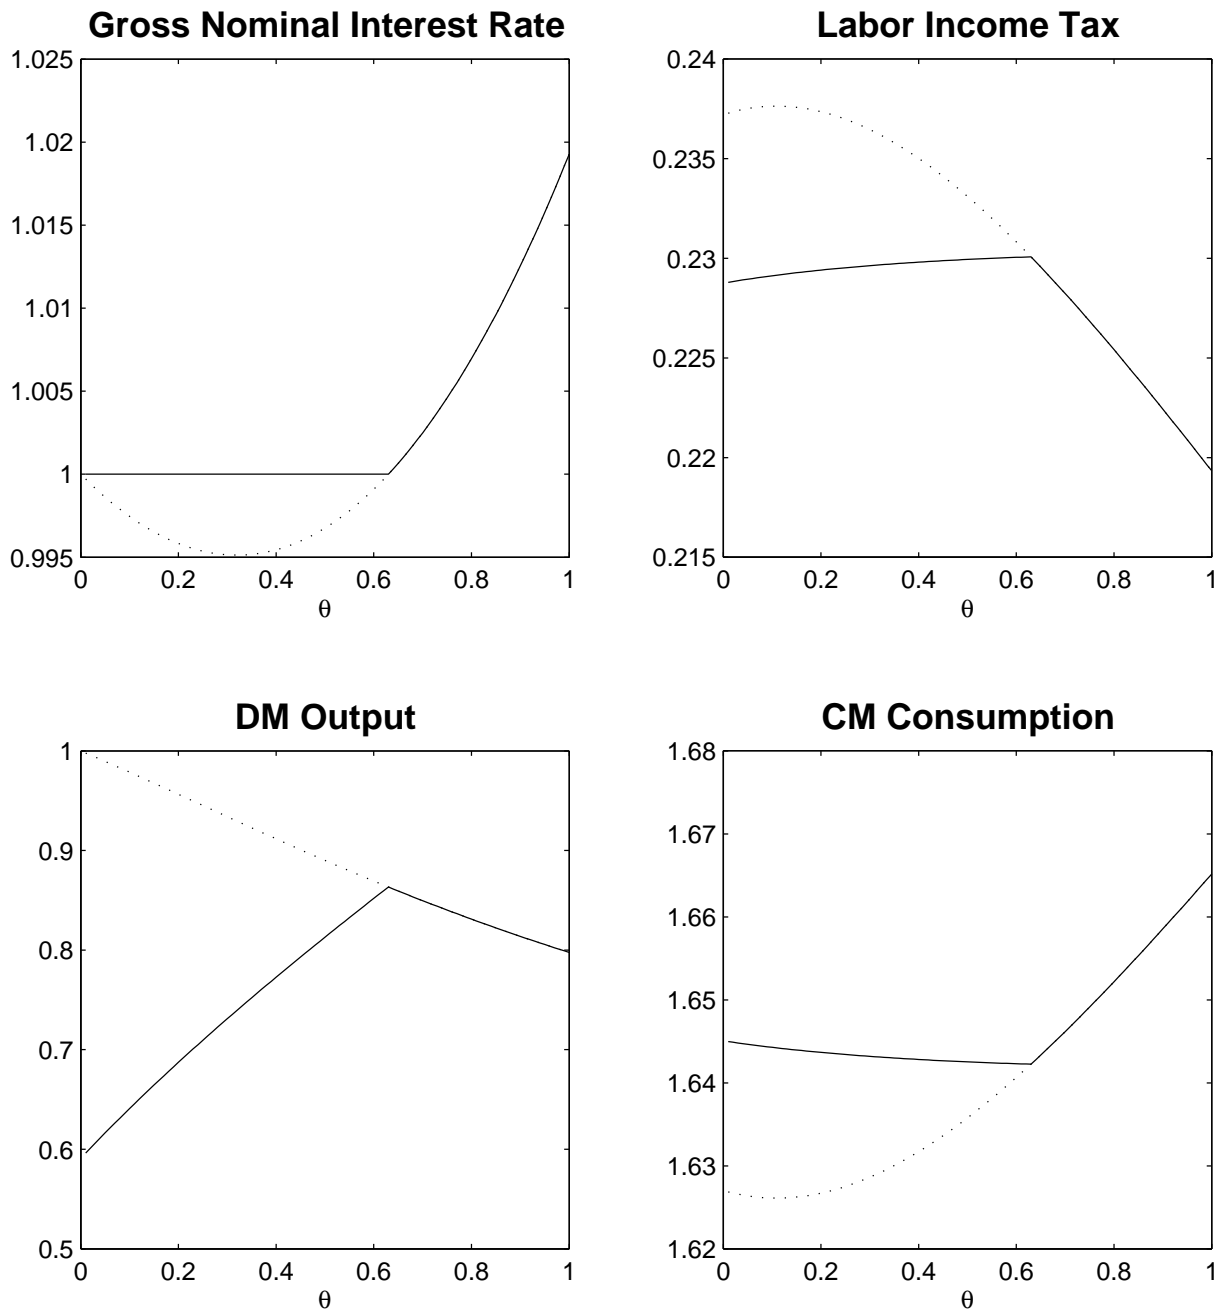 Gross Nominal Interest Rate
1.025
1.02
1.015
1.01
1.005
1
0.995
0 0.2 0.4 0.6 0.8 1
θ
Labor Income Tax
0.24
0.235
0.23
0.225
0.22
0.215
0 0.2 0.4 0.6 0.8 1
θ
DM Output
1
0.9
0.8
0.7
0.6
0.5
0 0.2 0.4 0.6 0.8 1
θ
CM Consumption
1.68
1.67
1.66
1.65
1.64
1.63
1.62
0 0.2 0.4 0.6 0.8 1
θ